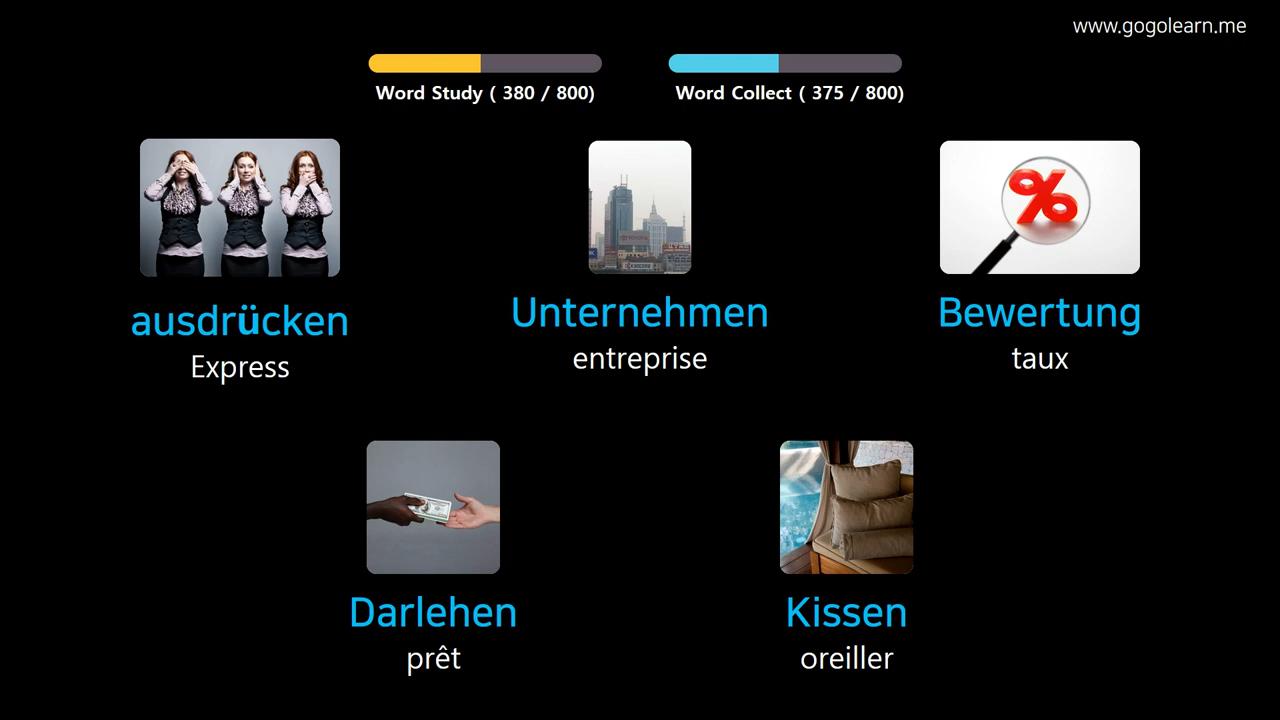 www.gogolearn.me
Word Study ( 380 / 800)
Word Collect ( 375 / 800)
ausdrücken
Express
Unternehmen
entreprise
Bewertung
taux
Darlehen
prêt
Kissen
oreiller